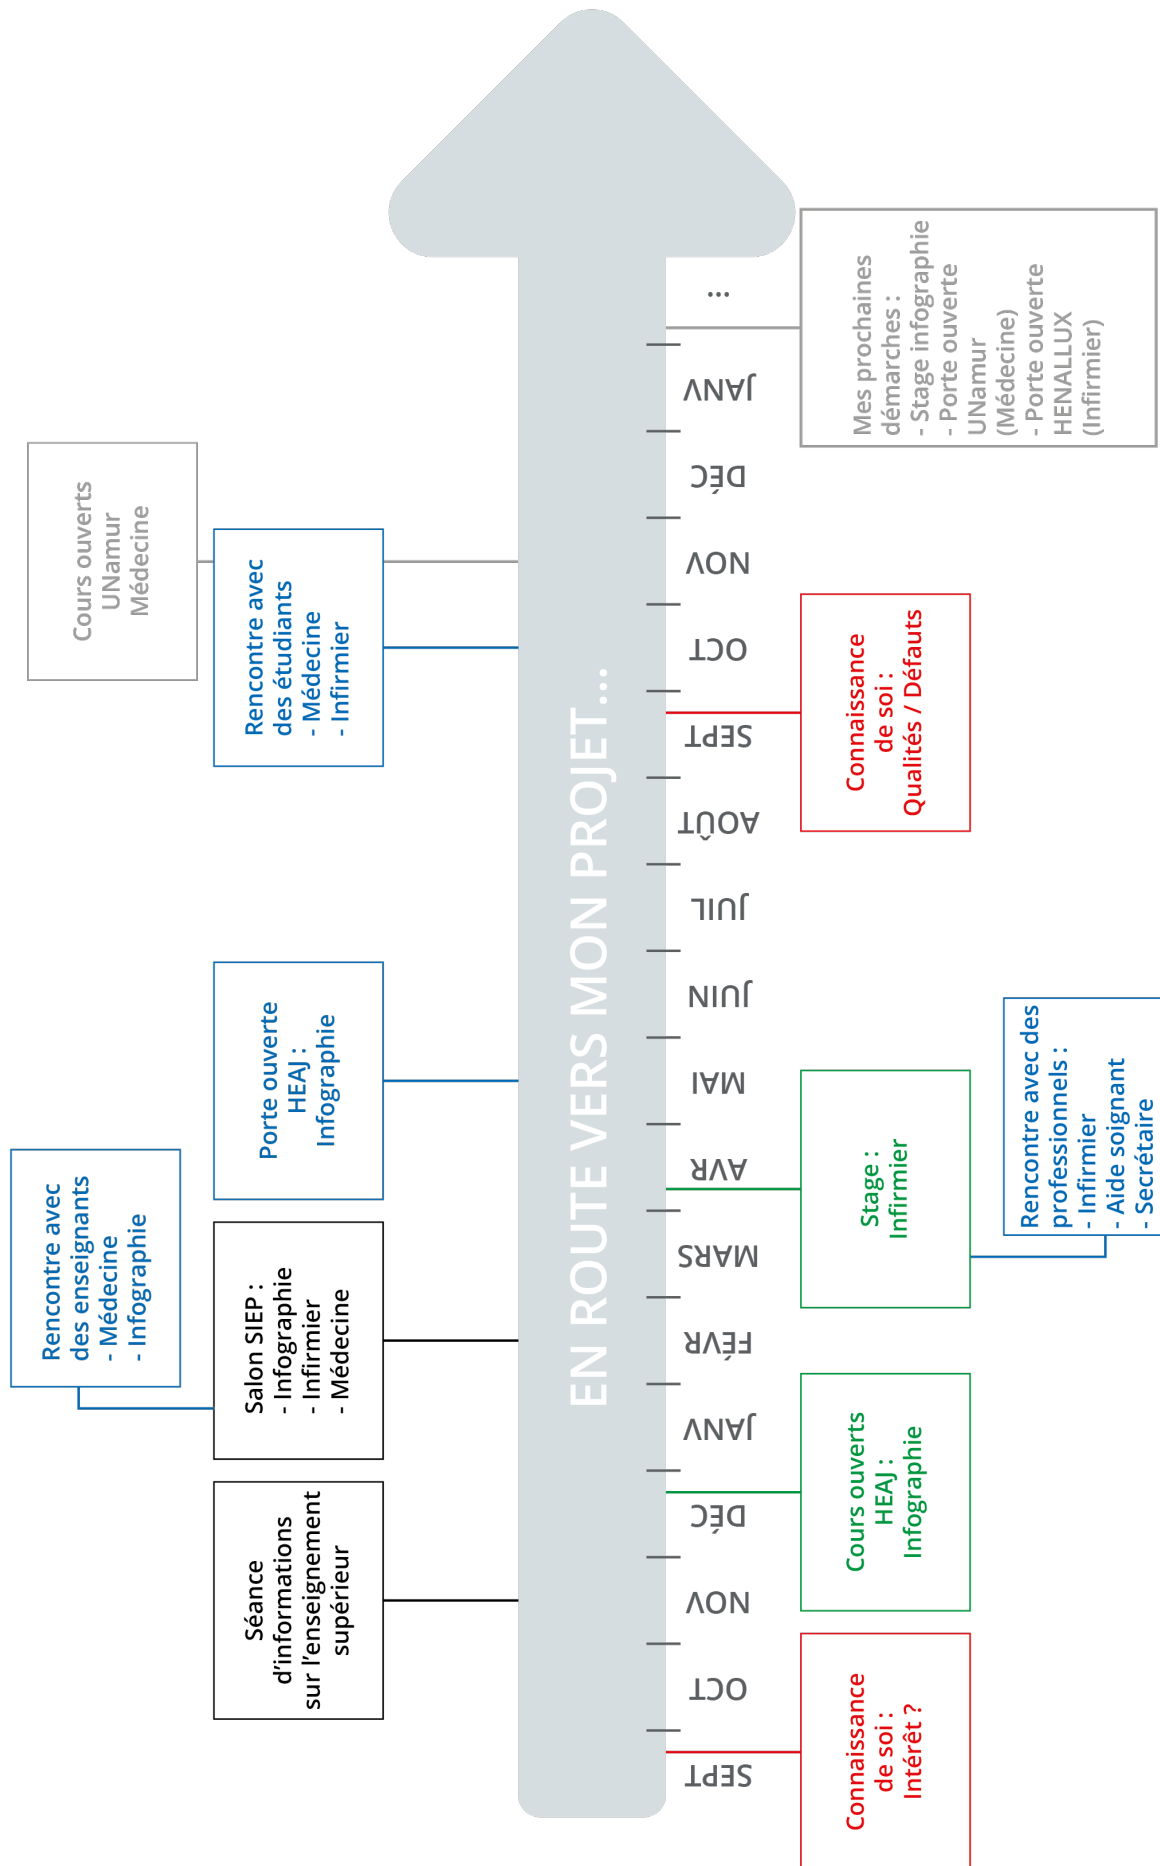 Cours ouverts
UNamur
Médecine
Rencontre avec
des étudiants
- Médecine
- Infirmier
Porte ouverte
HEAJ :
Infographie
Rencontre avec
des enseignants
- Médecine
- Infographie
Salon SIEP :
- Infographie
- Infirmier
- Médecine
Séance
d'informations
sur l'enseignement
supérieur
EN ROUTE VERS MON PROJET...
SEPT
OCT
NOV
DÉC
JANV
FÉVR
MARS
AVR
MAI
JUIN
JUIL
AOÛT
SEPT
OCT
NOV
DÉC
JANV
...
Connaissance
de soi :
Intérêt ?
Cours ouverts
HEAJ :
Infographie
Stage :
Infirmier
Rencontre avec des
professionnels :
- Infirmier
- Aide soignant
- Secrétaire
Connaissance
de soi :
Qualités / Défauts
Mes prochaines
démarches :
- Stage infographie
- Porte ouverte
UNamur
(Médecine)
- Porte ouverte
HENALLUX
(Infirmier)